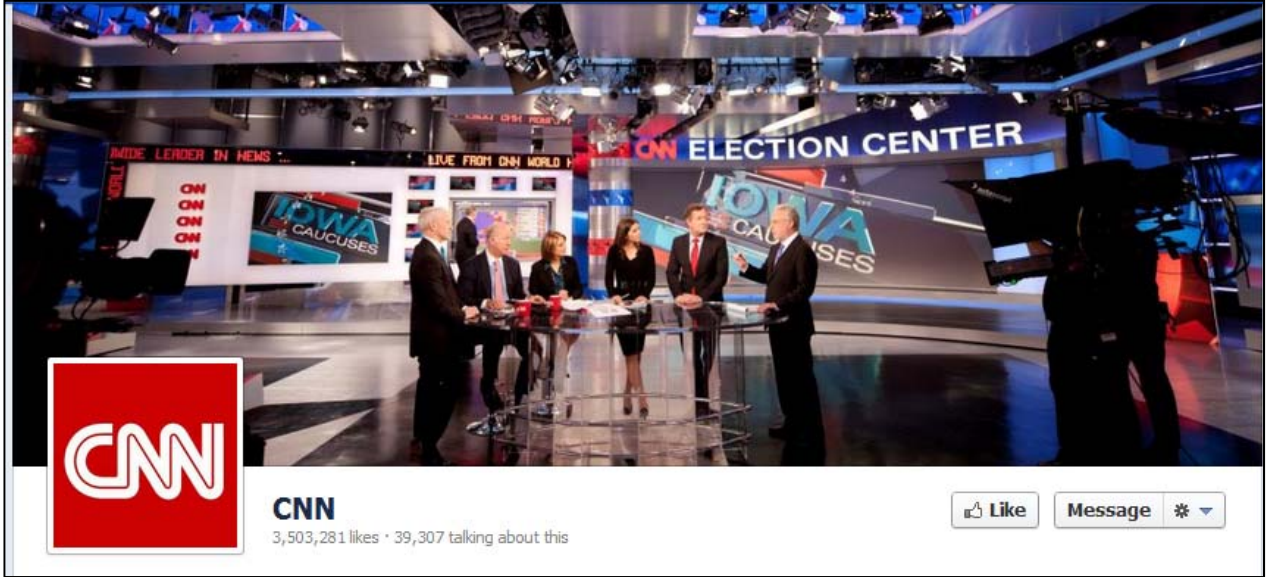 CNN ELECTION CENTER
WIDE LEADER IN NEWS
LIVE FROM CNN WORLD H
CNN
CNN
CNN
CNN
CNN
IOWA
CAUCUSES
IOWA
CAUCUSES
CNN
CNN
3,503,281 likes · 39,307 talking about this
Like
Message